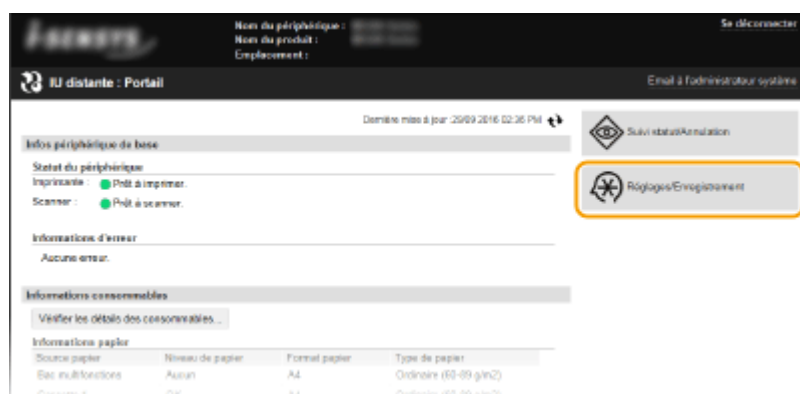 i-SENSYS
Nom du périphérique :
Nom du produit :
Emplacement :
Se déconnecter
IU distante : Portail
Email à l'administrateur système
Dernière mise à jour :29/09 2016 02:36 PM
Infos périphérique de base
Statut du périphérique
Imprimante : Prêt à imprimer.
Scanner : Prêt à scanner.
Informations d'erreur
Aucune erreur.
Informations consommables
Vérifier les détails des consommables...
Informations papier
Source papier Niveau de papier Format papier Type de papier
Bac multifonctions Aucun A4 Ordinaire (60-89 g/m2)
Suivi statut/Annulation
Réglages/Enregistrement